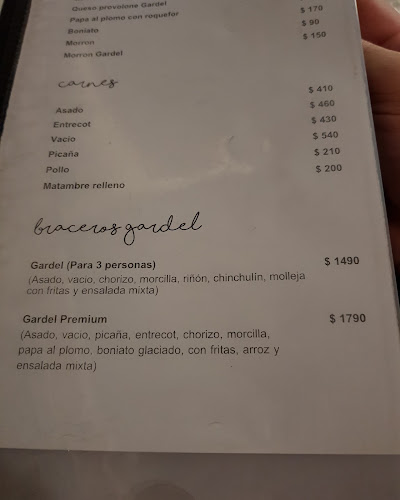 Queso provolone Gardel
Papa al plomo con roquefor
Boniato $ 170
Morron $ 90
Morron Gardel $ 150
carnes
Asado $ 410
Entrecot $ 460
Vacio $ 430
Picaña $ 540
Pollo $ 210
Matambre relleno $ 200
braceros gardel
Gardel (Para 3 personas) $ 1490
(Asado, vacio, chorizo, morcilla, riñón, chinchulín, molleja
con fritas y ensalada mixta)
Gardel Premium $ 1790
(Asado, vacio, picaña, entrecot, chorizo, morcilla,
papa al plomo, boniato glaciado, con fritas, arroz y
ensalada mixta)